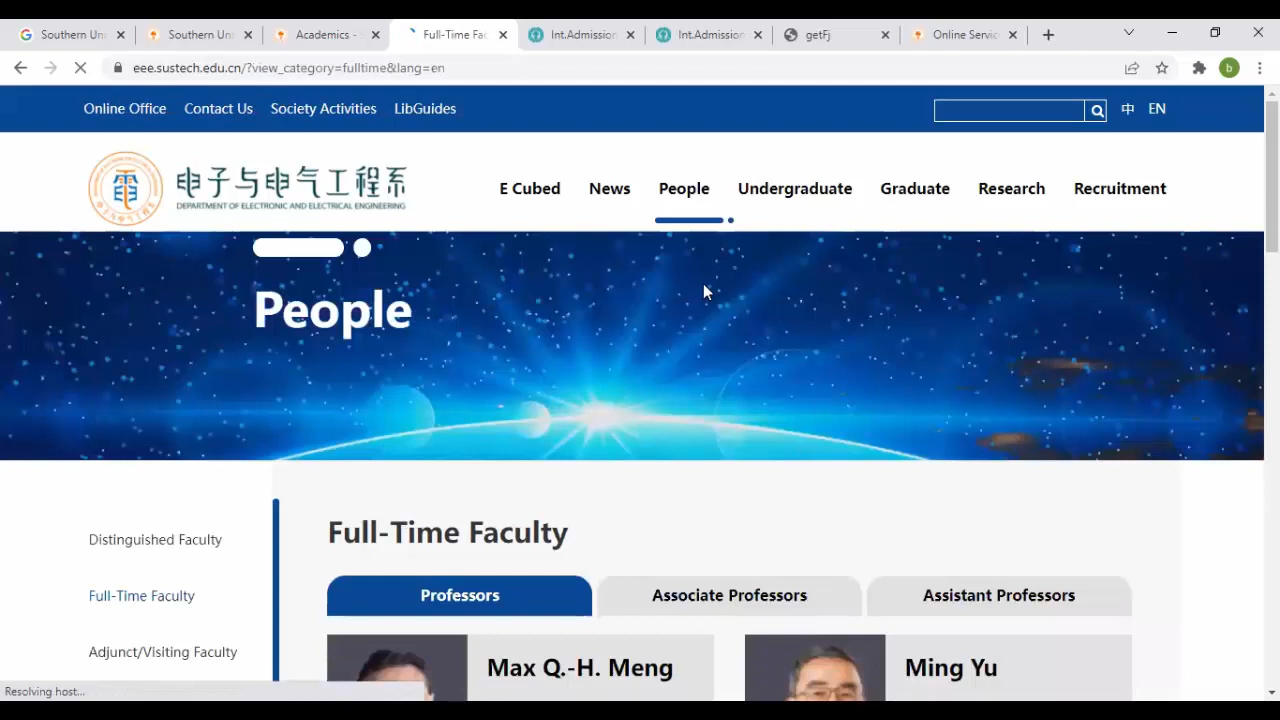 Southern Uni
Southern Uni
Academics -
Full-Time Fac
Int.Admission
Int.Admission
getFj
Online Servic
eee.sustech.edu.cn/?view_category=fulltime&lang=en
b
Online Office Contact Us Society Activities LibGuides
中 EN
电子与电气工程系
DEPARTMENT OF ELECTRONIC AND ELECTRICAL ENGINEERING
E Cubed News People Undergraduate Graduate Research Recruitment
People
Distinguished Faculty
Full-Time Faculty
Adjunct/Visiting Faculty
Full-Time Faculty
Professors Associate Professors Assistant Professors
Max Q.-H. Meng
Ming Yu
Resolving host...